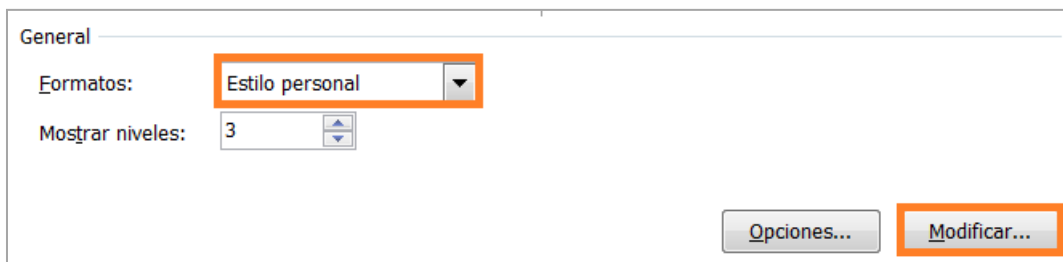 General
Formatos: Estilo personal
Mostrar niveles: 3
Opciones... Modificar...